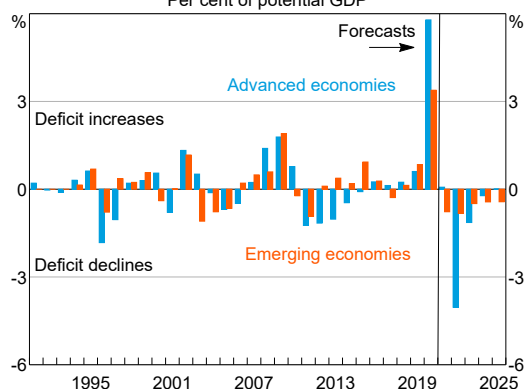 Per cent of potential GDP
% %
Forecasts
Advanced economies
3 3
Deficit increases
0 0
Emerging economies
Deficit declines
-3 -3
-6 -6
1995 2001 2007 2013 2019 2025